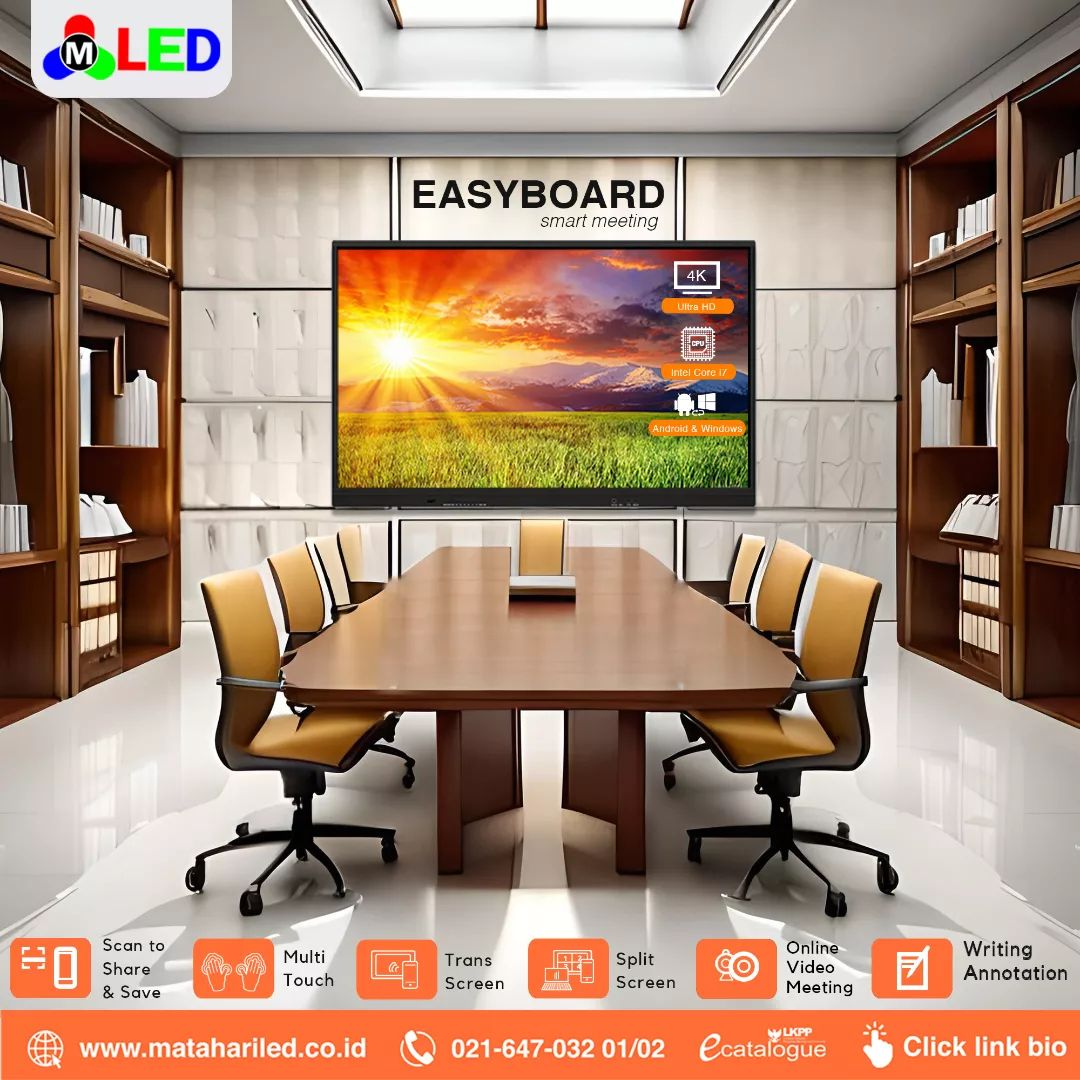 M LED
EASYBOARD
smart meeting
4K
Ultra HD
CPU
Intel Core i7
Android & Windows
Scan to
Share
& Save
Multi
Touch
Trans
Screen
Split
Screen
Online
Video
Meeting
Writing
Annotation
www.matahariled.co.id
021-647-032 01/02
LKPP
ecatalogue
Click link bio